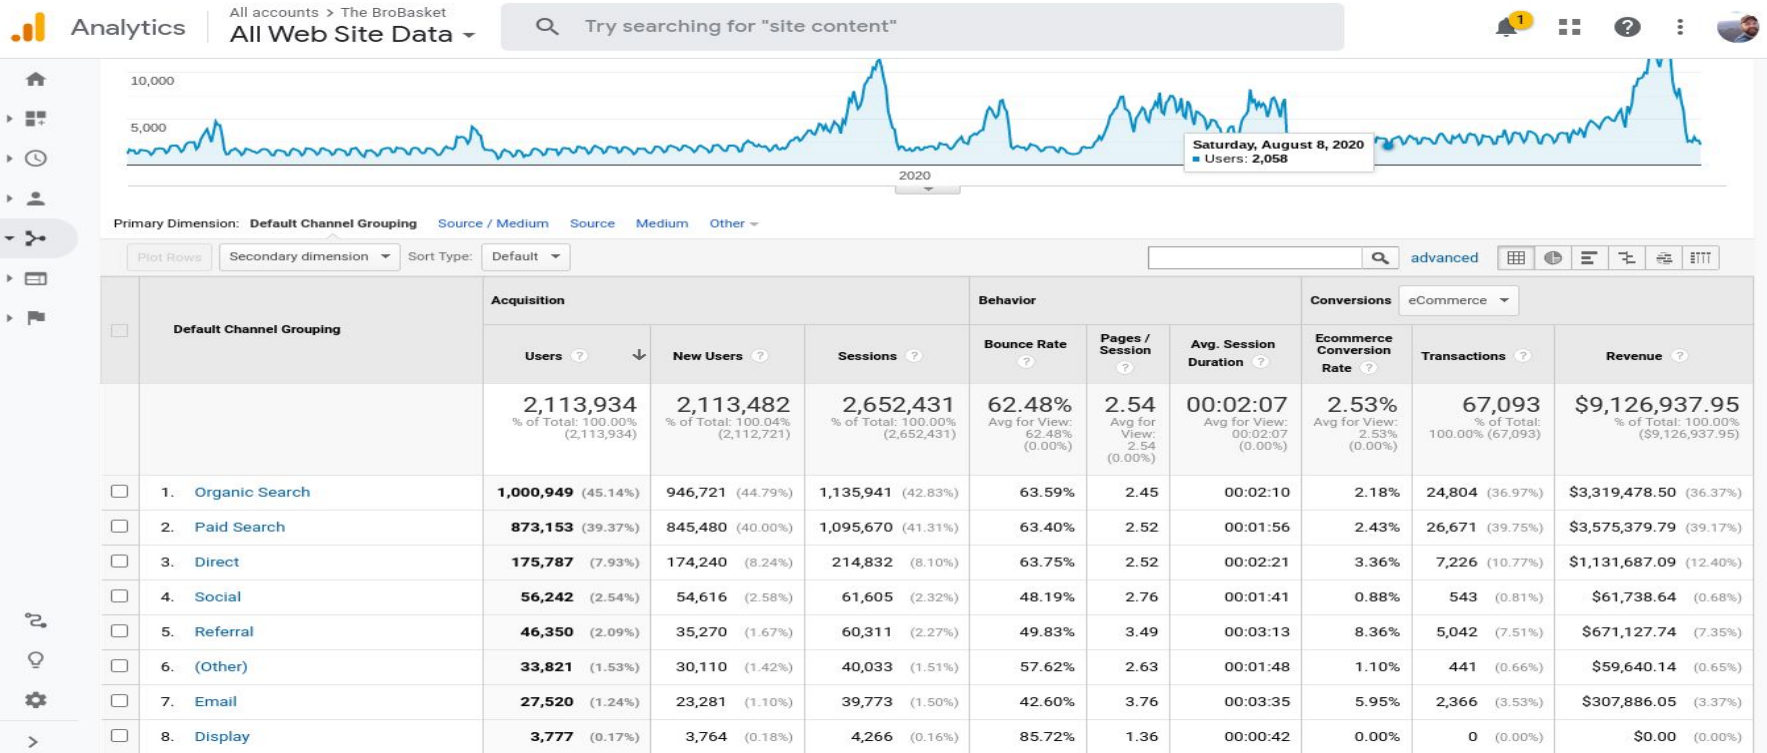 Analytics
All accounts > The BroBasket
All Web Site Data
Try searching for "site content"
1
10,000
5,000
Saturday, August 8, 2020
Users: 2,058
2020
Primary Dimension: Default Channel Grouping Source / Medium Source Medium Other
Plot Rows Secondary dimension Sort Type: Default advanced
Default Channel Grouping Acquisition Behavior Conversions eCommerce
Users ? New Users ? Sessions ? Bounce Rate ? Pages / Session ? Avg. Session Duration ? Ecommerce Conversion Rate ? Transactions ? Revenue ?
2,113,934 2,113,482 2,652,431 62.48% 2.54 00:02:07 2.53% 67,093 $9,126,937.95
% of Total: 100.00% (2,113,934) % of Total: 100.04% (2,112,721) % of Total: 100.00% (2,652,431) Avg for View: 62.48% (0.00%) Avg for View: 2.54 (0.00%) Avg for View: 00:02:07 (0.00%) Avg for View: 2.53% (0.00%) % of Total: 100.00% (67,093) % of Total: 100.00% ($9,126,937.95)
1. Organic Search 1,000,949 (45.14%) 946,721 (44.79%) 1,135,941 (42.83%) 63.59% 2.45 00:02:10 2.18% 24,804 (36.97%) $3,319,478.50 (36.37%)
2. Paid Search 873,153 (39.37%) 845,480 (40.00%) 1,095,670 (41.31%) 63.40% 2.52 00:01:56 2.43% 26,671 (39.75%) $3,575,379.79 (39.17%)
3. Direct 175,787 (7.93%) 174,240 (8.24%) 214,832 (8.10%) 63.75% 2.52 00:02:21 3.36% 7,226 (10.77%) $1,131,687.09 (12.40%)
4. Social 56,242 (2.54%) 54,616 (2.58%) 61,605 (2.32%) 48.19% 2.76 00:01:41 0.88% 543 (0.81%) $61,738.64 (0.68%)
5. Referral 46,350 (2.09%) 35,270 (1.67%) 60,311 (2.27%) 49.83% 3.49 00:03:13 8.36% 5,042 (7.51%) $671,127.74 (7.35%)
6. (Other) 33,821 (1.53%) 30,110 (1.42%) 40,033 (1.51%) 57.62% 2.63 00:01:48 1.10% 441 (0.66%) $59,640.14 (0.65%)
7. Email 27,520 (1.24%) 23,281 (1.10%) 39,773 (1.50%) 42.60% 3.76 00:03:35 5.95% 2,366 (3.53%) $307,886.05 (3.37%)
8. Display 3,777 (0.17%) 3,764 (0.18%) 4,266 (0.16%) 85.72% 1.36 00:00:42 0.00% 0 (0.00%) $0.00 (0.00%)